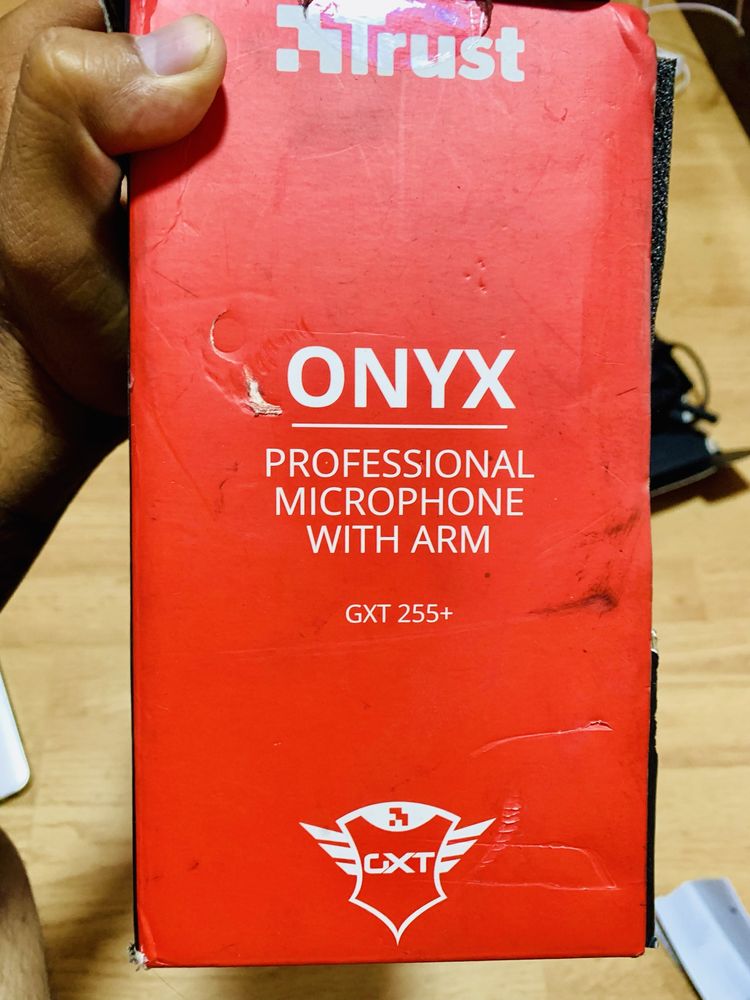 Trust
ONYX
PROFESSIONAL
MICROPHONE
WITH ARM
GXT 255+
GXT